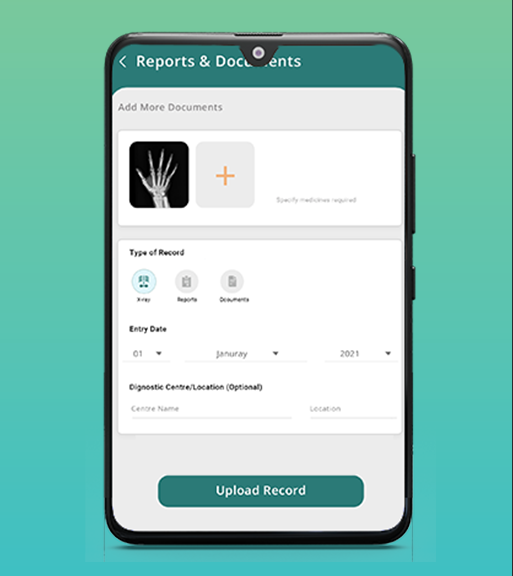 Reports & Documents
Add More Documents
Specify medicines required
Type of Record
X-ray Reports Documents
Entry Date
01 Januray 2021
Dignostic Centre/Location (Optional)
Centre Name Location
Upload Record